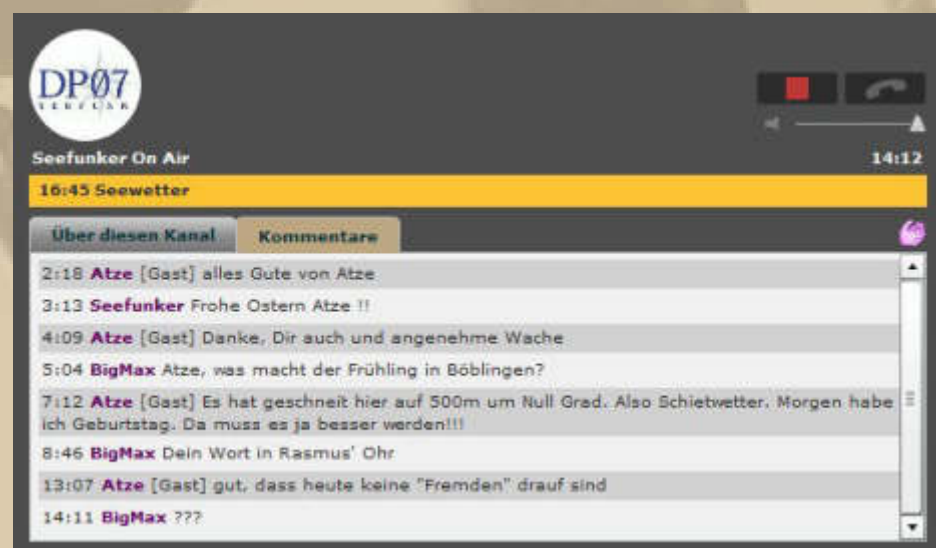 DP07
SEEFUNK
Seefunker On Air
14:12
16:45 Seewetter
Über diesen Kanal
Kommentare
2:18 Atze [Gast] alles Gute von Atze
3:13 Seefunker Frohe Ostern Atze !!
4:09 Atze [Gast] Danke, Dir auch und angenehme Wache
5:04 BigMax Atze, was macht der Frühling in Böblingen?
7:12 Atze [Gast] Es hat geschneit hier auf 500m um Null Grad. Also Schietwetter. Morgen habe
ich Geburtstag. Da muss es ja besser werden!!!
8:46 BigMax Dein Wort in Rasmus' Ohr
13:07 Atze [Gast] gut, dass heute keine "Fremden" drauf sind
14:11 BigMax ???